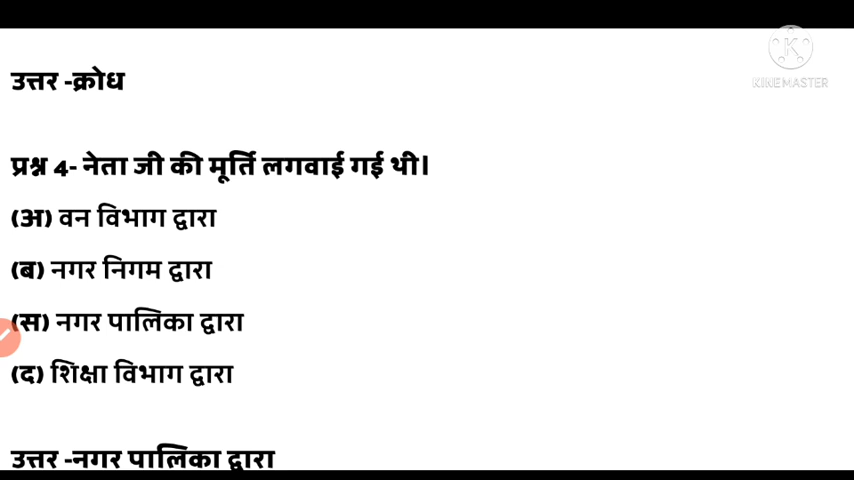 KINEMASTER
उत्तर -क्रोध
प्रश्न 4- नेता जी की मूर्ति लगवाई गई थी।
(अ) वन विभाग द्वारा
(ब) नगर निगम द्वारा
(स) नगर पालिका द्वारा
(द) शिक्षा विभाग द्वारा
उत्तर -नगर पालिका द्वारा